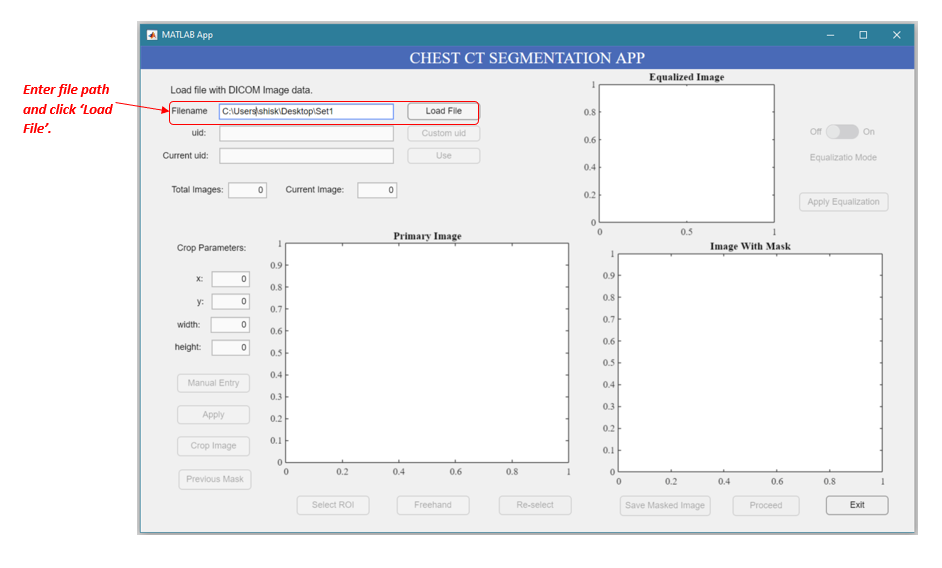 MATLAB App
CHEST CT SEGMENTATION APP
Enter file path
and click ‘Load
File’.
Load file with DICOM Image data.
Filename C:\Users\shisk\Desktop\Set1 Load File
uid: Custom uid
Current uid: Use
Total Images: 0 Current Image: 0
Equalized Image
1
0.8
0.6
0.4
0.2
0
0 0.5 1
Off On
Equalizatio Mode
Apply Equalization
Crop Parameters:
x: 0
y: 0
width: 0
height: 0
Manual Entry
Apply
Crop Image
Previous Mask
Primary Image
1
0.9
0.8
0.7
0.6
0.5
0.4
0.3
0.2
0.1
0
0 0.2 0.4 0.6 0.8 1
Select ROI Freehand Re-select
Image With Mask
1
0.9
0.8
0.7
0.6
0.5
0.4
0.3
0.2
0.1
0
0 0.2 0.4 0.6 0.8 1
Save Masked Image Proceed Exit